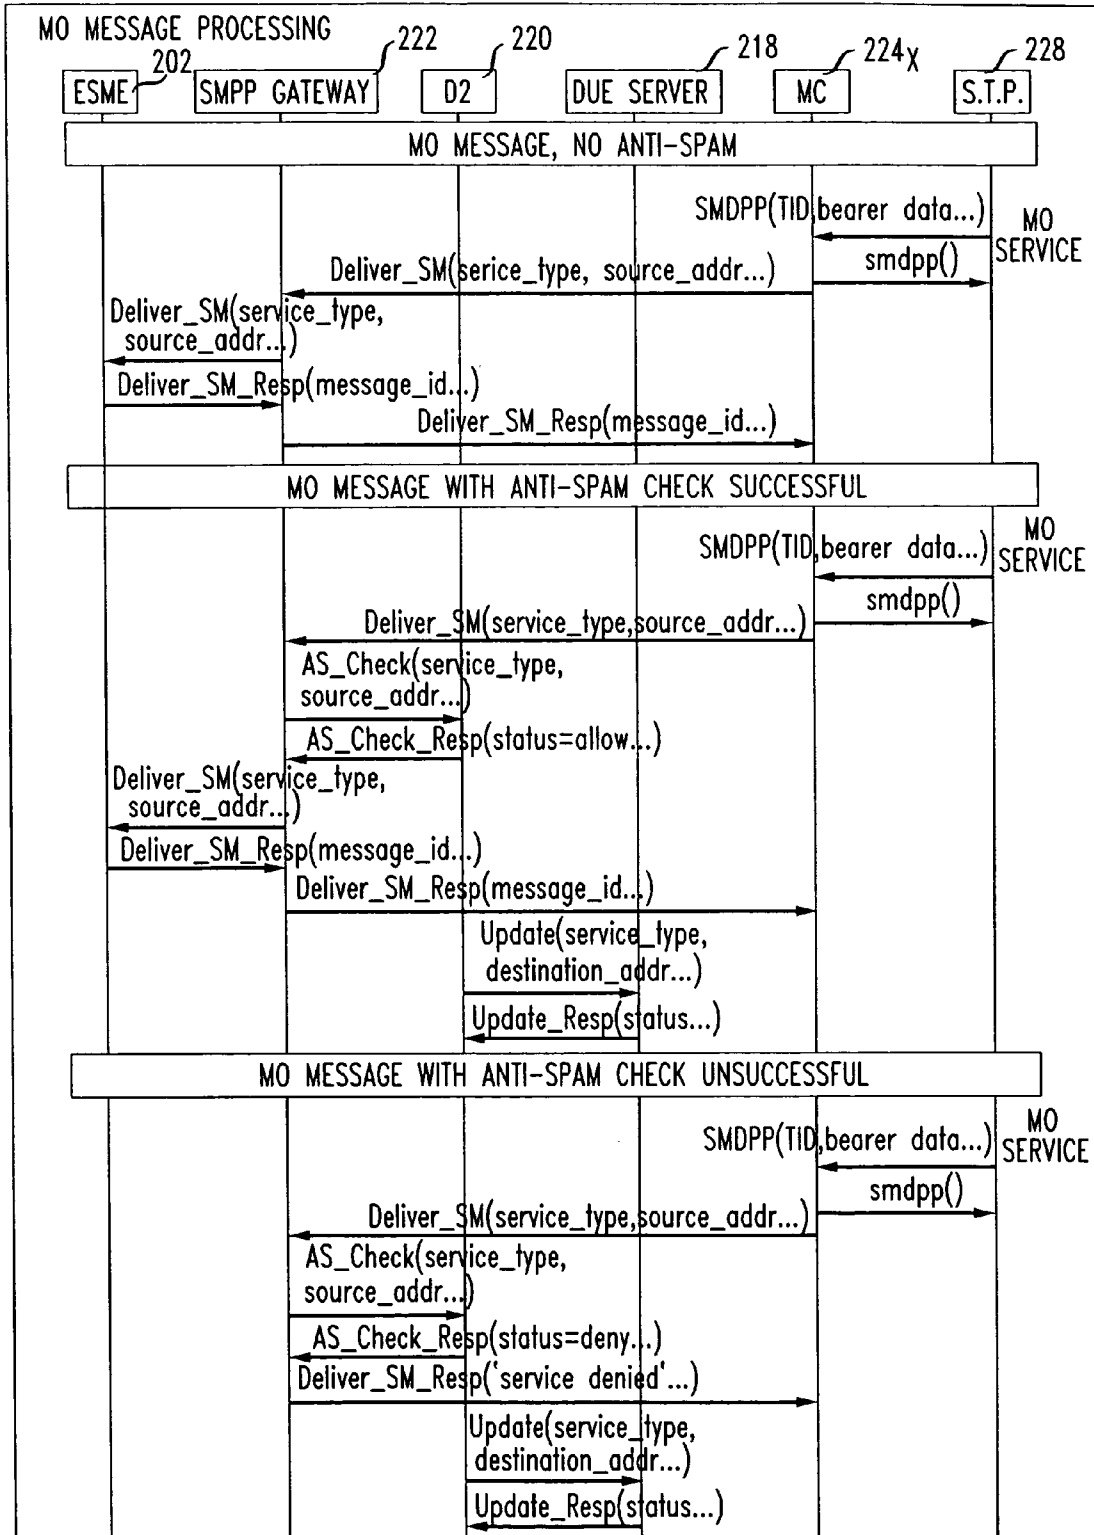 MO MESSAGE PROCESSING
202 222 220 218 224X 228
ESME SMPP GATEWAY D2 DUE SERVER MC S.T.P.
MO MESSAGE, NO ANTI-SPAM
SMDPP(TID,bearer data...)
MO
SERVICE
smdpp()
Deliver_SM(serice_type, source_addr...)
Deliver_SM(service_type,
source_addr...)
Deliver_SM_Resp(message_id...)
Deliver_SM_Resp(message_id...)
MO MESSAGE WITH ANTI-SPAM CHECK SUCCESSFUL
SMDPP(TID,bearer data...)
MO
SERVICE
smdpp()
Deliver_SM(service_type,source_addr...)
AS_Check(service_type,
source_addr...)
AS_Check_Resp(status=allow...)
Deliver_SM(service_type,
source_addr...)
Deliver_SM_Resp(message_id...)
Deliver_SM_Resp(message_id...)
Update(service_type,
destination_addr...)
Update_Resp(status...)
MO MESSAGE WITH ANTI-SPAM CHECK UNSUCCESSFUL
SMDPP(TID,bearer data...)
MO
SERVICE
smdpp()
Deliver_SM(service_type,source_addr...)
AS_Check(service_type,
source_addr...)
AS_Check_Resp(status=deny...)
Deliver_SM_Resp('service denied'...)
Update(service_type,
destination_addr...)
Update_Resp(status...)